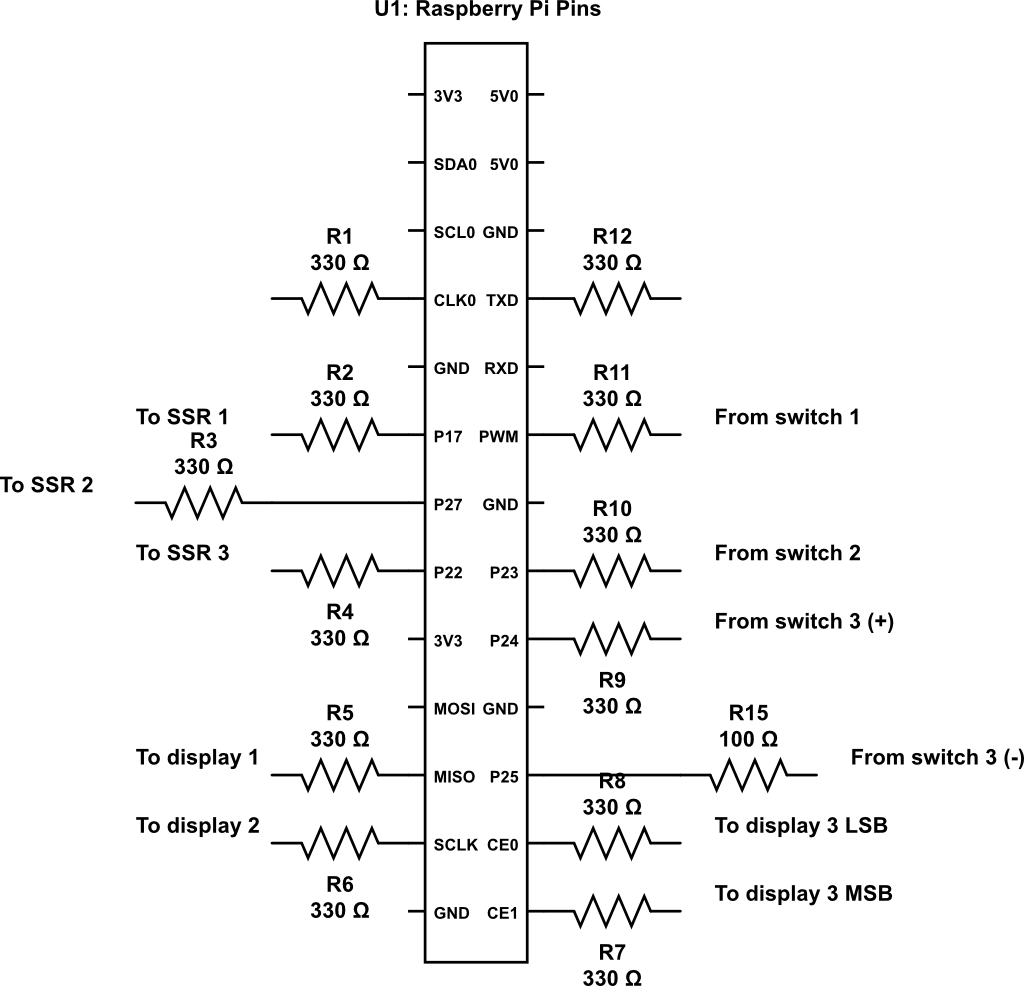 U1: Raspberry Pi Pins
3V3 5V0
SDA0 5V0
SCL0 GND
R1
330 Ω
R12
330 Ω
CLK0 TXD
GND RXD
R2
330 Ω
R11
330 Ω
To SSR 1
From switch 1
P17 PWM
R3
330 Ω
To SSR 2
P27 GND
R10
330 Ω
To SSR 3
From switch 2
P22 P23
R4
330 Ω
From switch 3 (+)
3V3 P24
R9
330 Ω
MOSI GND
R5
330 Ω
R15
100 Ω
To display 1
From switch 3 (-)
MISO P25
R8
330 Ω
To display 2
To display 3 LSB
SCLK CE0
R6
330 Ω
To display 3 MSB
GND CE1
R7
330 Ω